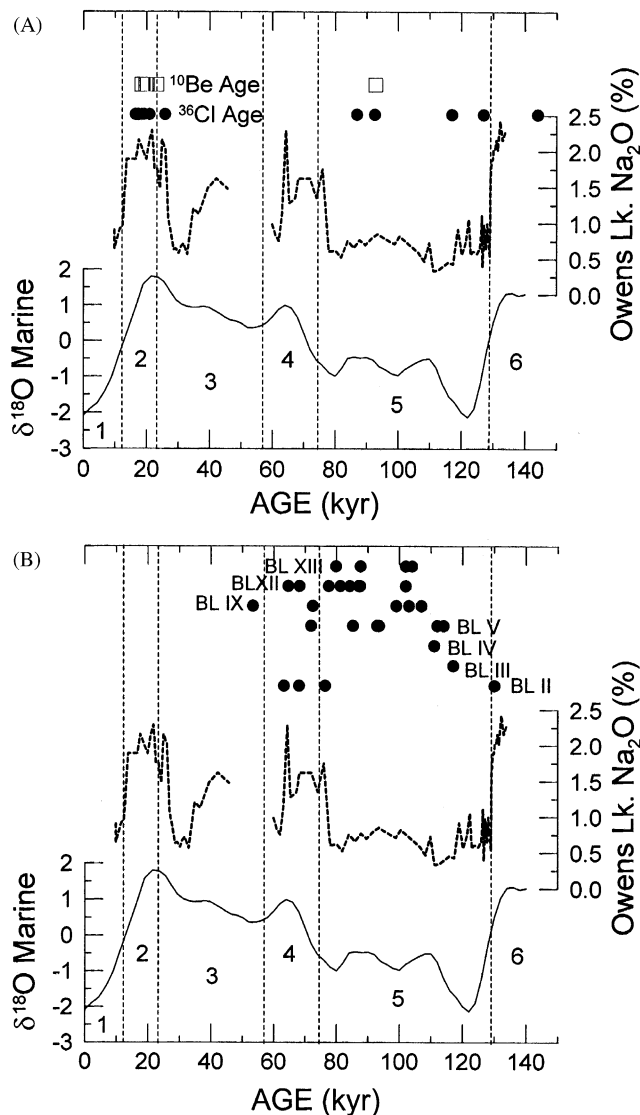 (A)
¹⁰Be Age
³⁶Cl Age
2.5
2.0
1.5
1.0
0.5
0.0
Owens Lk. Na₂O (%)
2
1
0
-1
-2
-3
δ¹⁸O Marine
1
2
3
4
5
6
0 20 40 60 80 100 120 140
AGE (kyr)
(B)
BL XIII
BLXII
BL IX
BL V
BL IV
BL III
BL II
2.5
2.0
1.5
1.0
0.5
0.0
Owens Lk. Na₂O (%)
2
1
0
-1
-2
-3
δ¹⁸O Marine
1
2
3
4
5
6
0 20 40 60 80 100 120 140
AGE (kyr)